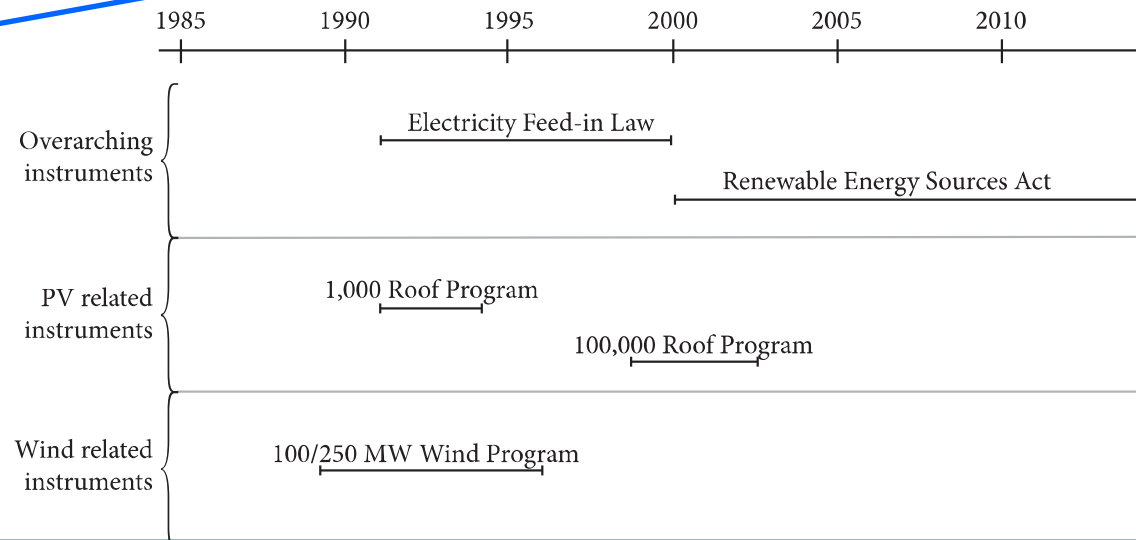 1985 1990 1995 2000 2005 2010
Overarching
instruments
Electricity Feed-in Law
Renewable Energy Sources Act
PV related
instruments
1,000 Roof Program
100,000 Roof Program
Wind related
instruments
100/250 MW Wind Program